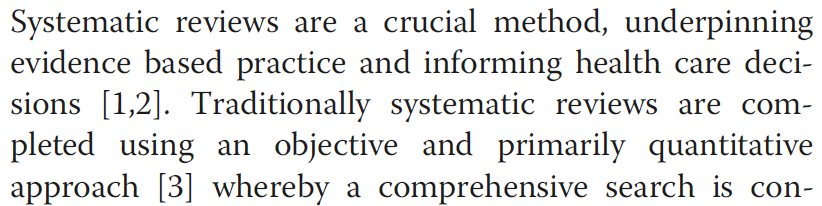 Systematic reviews are a crucial method, underpinning
evidence based practice and informing health care deci-
sions [1,2]. Traditionally systematic reviews are com-
pleted using an objective and primarily quantitative
approach [3] whereby a comprehensive search is con-